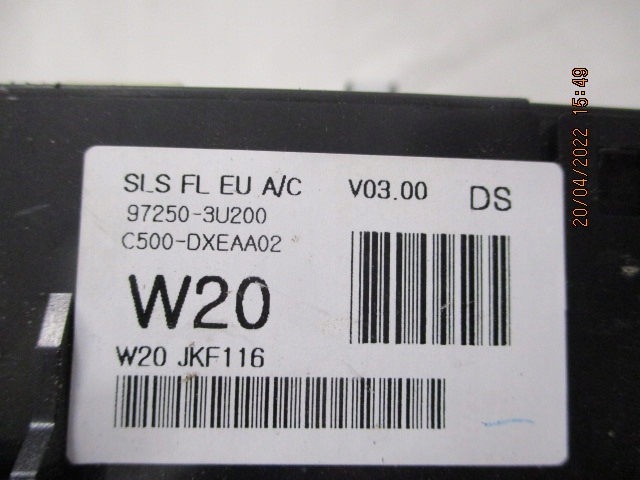 SLS FL EU A/C V03.00 DS
97250-3U200
C500-DXEAA02
W20
W20 JKF116
20/04/2022 15:49